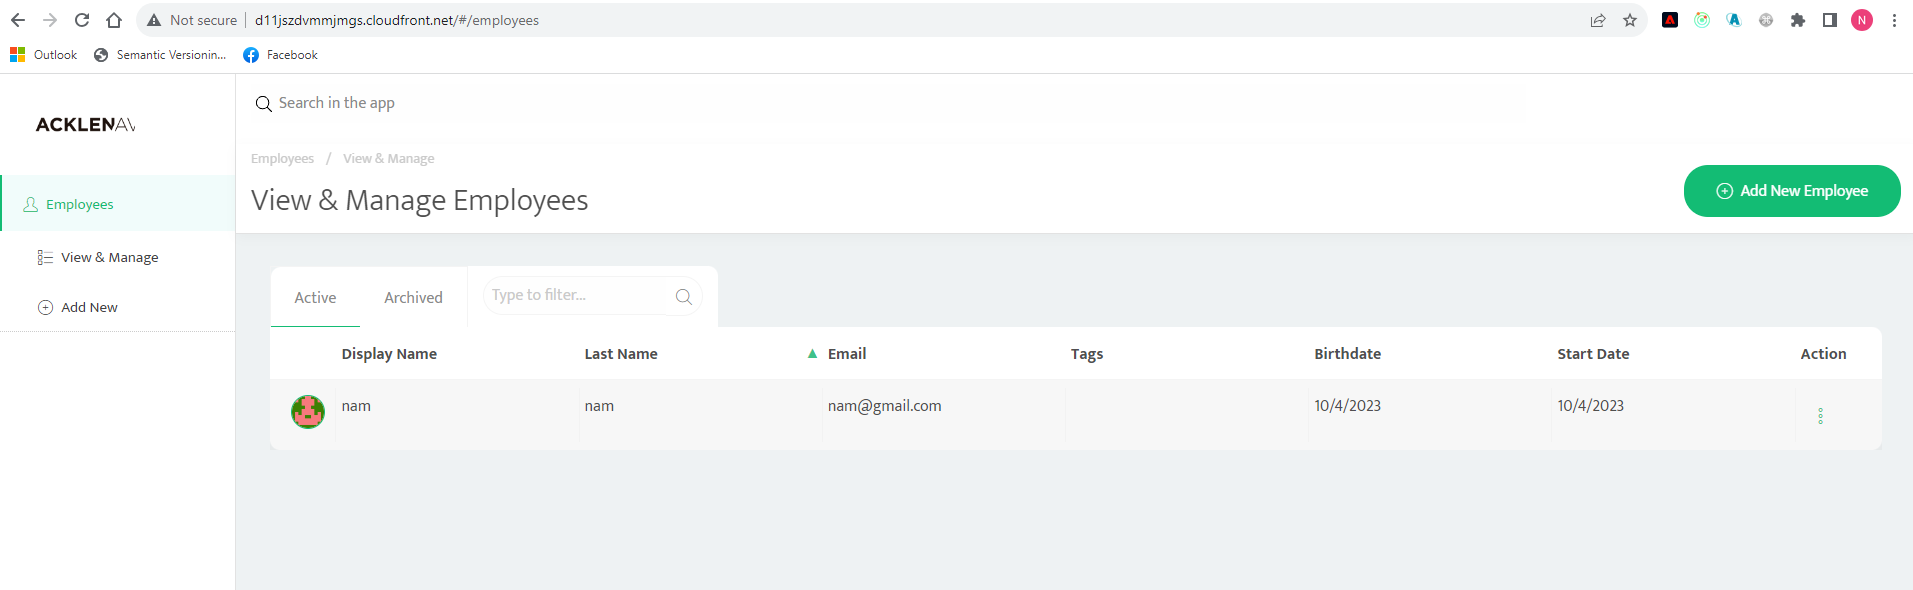 Not secure d11jszdvmmjmgs.cloudfront.net/#/employees N
Outlook Semantic Versionin... Facebook
Search in the app
ACKLENAV
Employees / View & Manage
View & Manage Employees
Add New Employee
Employees
View & Manage
Add New
Active Archived Type to filter...
Display Name Last Name ▲ Email Tags Birthdate Start Date Action
nam nam nam@gmail.com 10/4/2023 10/4/2023